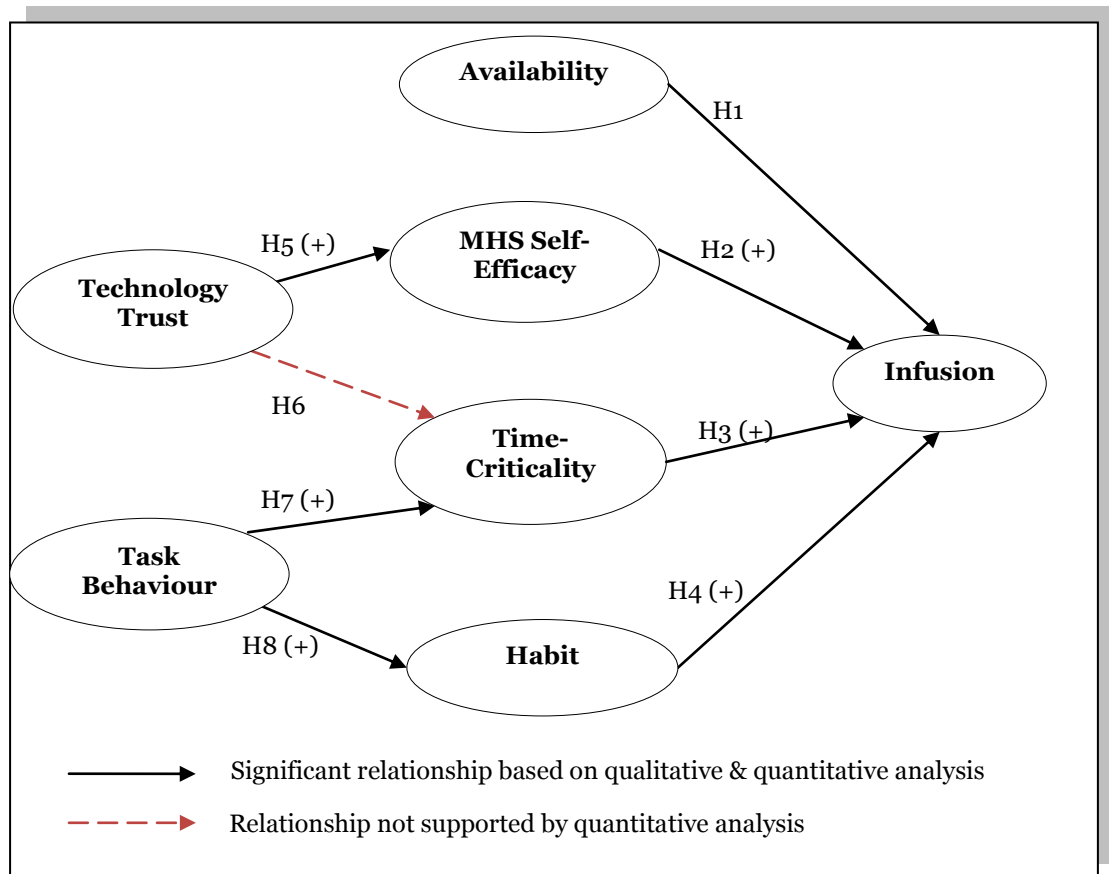 Availability
H1
MHS Self-
Efficacy
H5 (+)
H2 (+)
Technology
Trust
Infusion
H6
Time-
Criticality
H3 (+)
H7 (+)
Task
Behaviour
H4 (+)
H8 (+)
Habit
Significant relationship based on qualitative & quantitative analysis
Relationship not supported by quantitative analysis